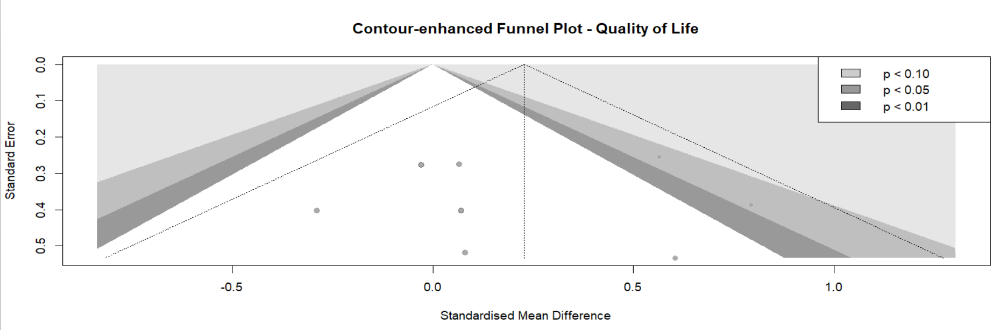 Contour-enhanced Funnel Plot - Quality of Life
p < 0.10
p < 0.05
p < 0.01
Standard Error
0.0
0.1
0.2
0.3
0.4
0.5
-0.5 0.0 0.5 1.0
Standardised Mean Difference